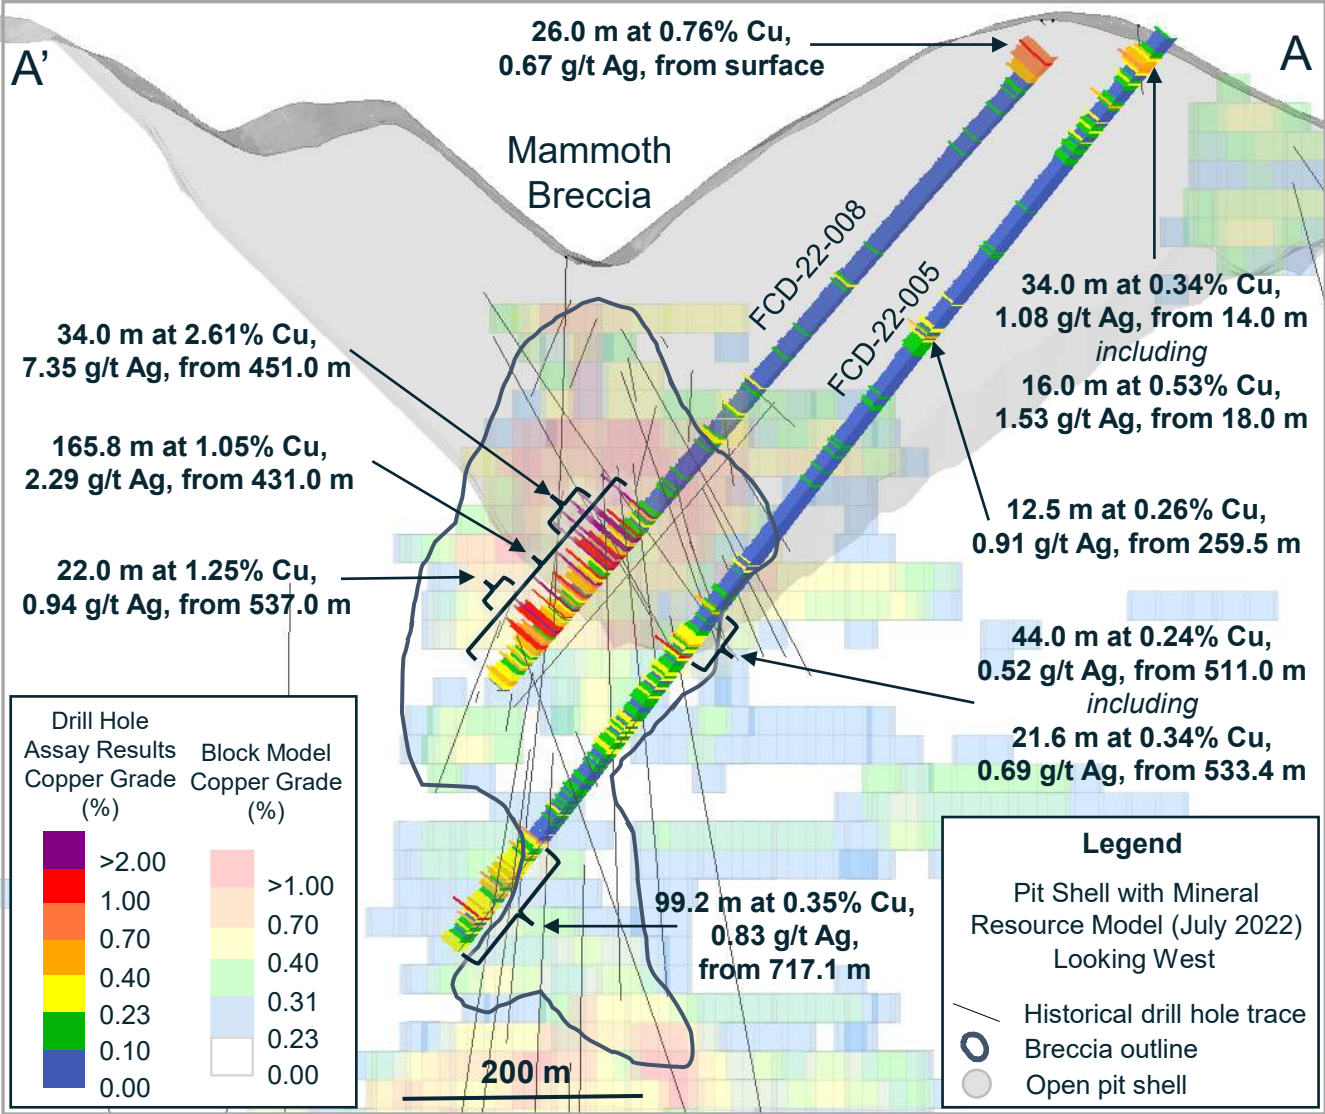 A'
26.0 m at 0.76% Cu,
0.67 g/t Ag, from surface
A
Mammoth
Breccia
FCD-22-008
FCD-22-005
34.0 m at 2.61% Cu,
7.35 g/t Ag, from 451.0 m
165.8 m at 1.05% Cu,
2.29 g/t Ag, from 431.0 m
22.0 m at 1.25% Cu,
0.94 g/t Ag, from 537.0 m
34.0 m at 0.34% Cu,
1.08 g/t Ag, from 14.0 m
including
16.0 m at 0.53% Cu,
1.53 g/t Ag, from 18.0 m
12.5 m at 0.26% Cu,
0.91 g/t Ag, from 259.5 m
44.0 m at 0.24% Cu,
0.52 g/t Ag, from 511.0 m
including
21.6 m at 0.34% Cu,
0.69 g/t Ag, from 533.4 m
99.2 m at 0.35% Cu,
0.83 g/t Ag,
from 717.1 m
Drill Hole
Assay Results
Copper Grade
(%)
>2.00
1.00
0.70
0.40
0.23
0.10
0.00
Block Model
Copper Grade
(%)
>1.00
0.70
0.40
0.31
0.23
0.00
200 m
Legend
Pit Shell with Mineral
Resource Model (July 2022)
Looking West
Historical drill hole trace
Breccia outline
Open pit shell